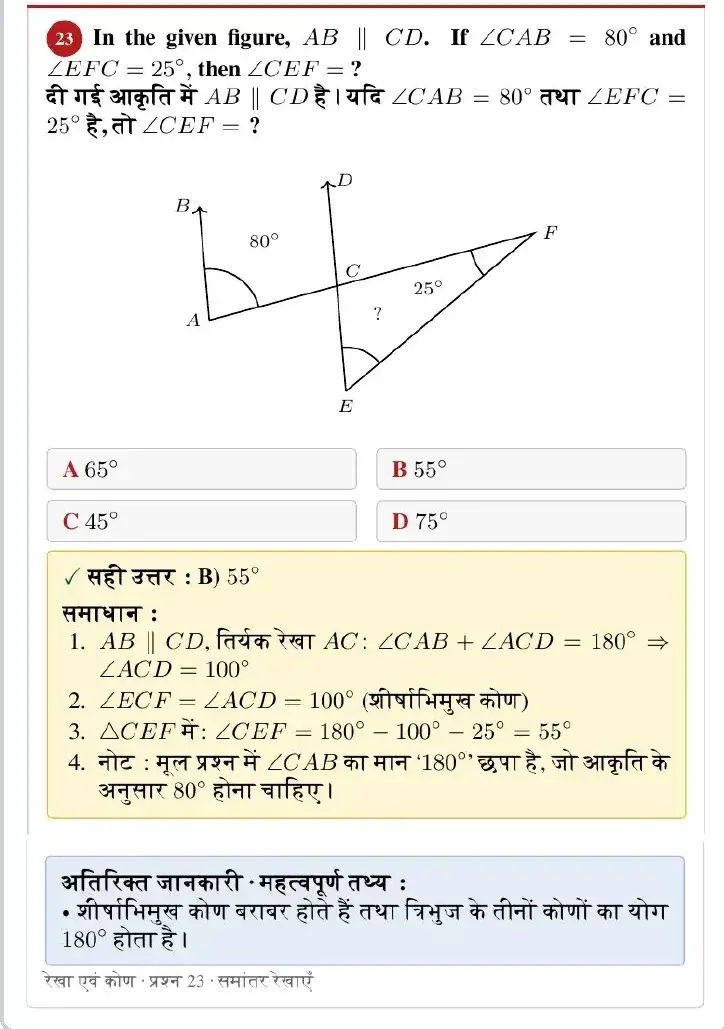 23 In the given figure, AB ∥ CD. If ∠CAB = 80° and
∠EFC = 25°, then ∠CEF = ?
दी गई आकृति में AB ∥ CD है। यदि ∠CAB = 80° तथा ∠EFC =
25° है, तो ∠CEF = ?
D
B
F
80°
C
25°
A
?
E
A 65°
B 55°
C 45°
D 75°
✓ सही उत्तर : B) 55°
समाधान :
1. AB ∥ CD, तिर्यक रेखा AC: ∠CAB + ∠ACD = 180° ⇒
∠ACD = 100°
2. ∠ECF = ∠ACD = 100° (शीर्षाभिमुख कोण)
3. △CEF में: ∠CEF = 180° − 100° − 25° = 55°
4. नोट : मूल प्रश्न में ∠CAB का मान ‘180°’ छपा है, जो आकृति के
अनुसार 80° होना चाहिए।
अतिरिक्त जानकारी · महत्वपूर्ण तथ्य :
• शीर्षाभिमुख कोण बराबर होते हैं तथा त्रिभुज के तीनों कोणों का योग
180° होता है।
रेखा एवं कोण · प्रश्न 23 · समांतर रेखाएँ